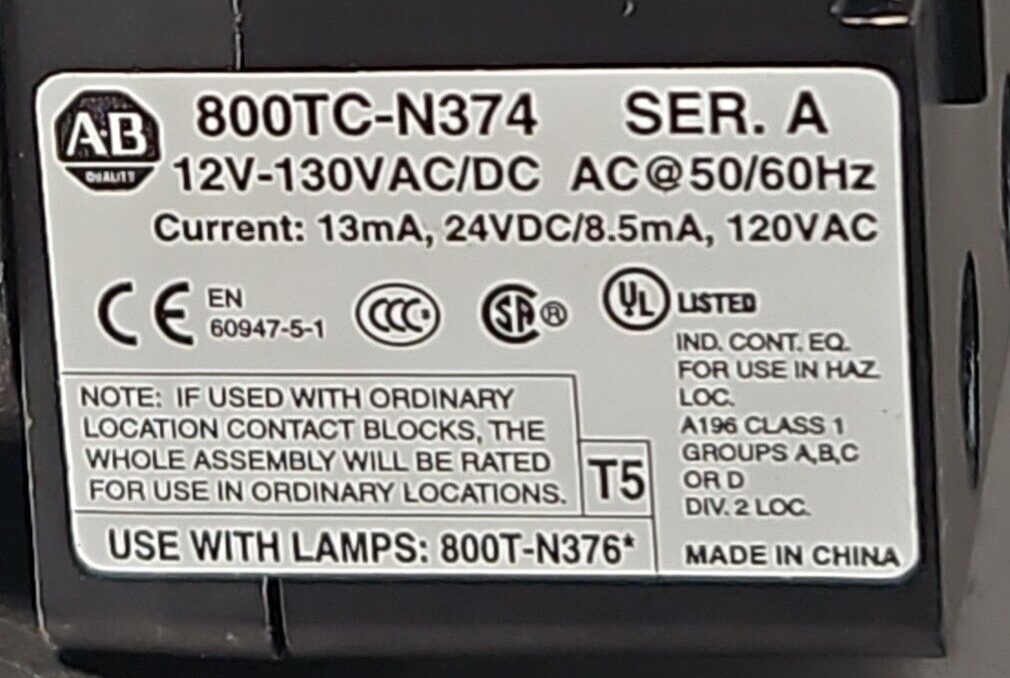 A·B
QUALITY
800TC-N374 SER. A
12V-130VAC/DC AC@50/60Hz
Current: 13mA, 24VDC/8.5mA, 120VAC
CE EN
60947-5-1
CCC
SA ®
UL LISTED
IND. CONT. EQ.
FOR USE IN HAZ.
LOC.
A196 CLASS 1
GROUPS A,B,C
OR D
DIV. 2 LOC.
NOTE: IF USED WITH ORDINARY
LOCATION CONTACT BLOCKS, THE
WHOLE ASSEMBLY WILL BE RATED
FOR USE IN ORDINARY LOCATIONS.
T5
USE WITH LAMPS: 800T-N376*
MADE IN CHINA